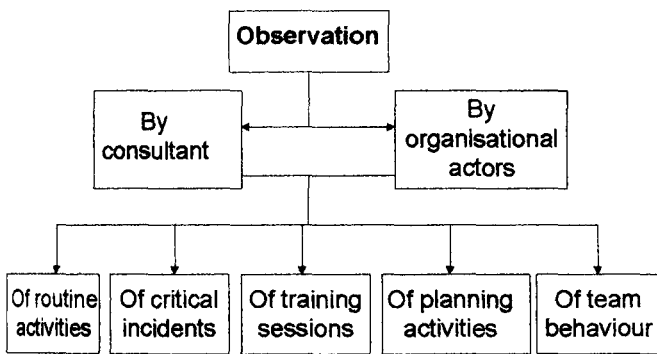 Observation
By
consultant
By
organisational
actors
Of routine
activities
Of critical
incidents
Of training
sessions
Of planning
activities
Of team
behaviour